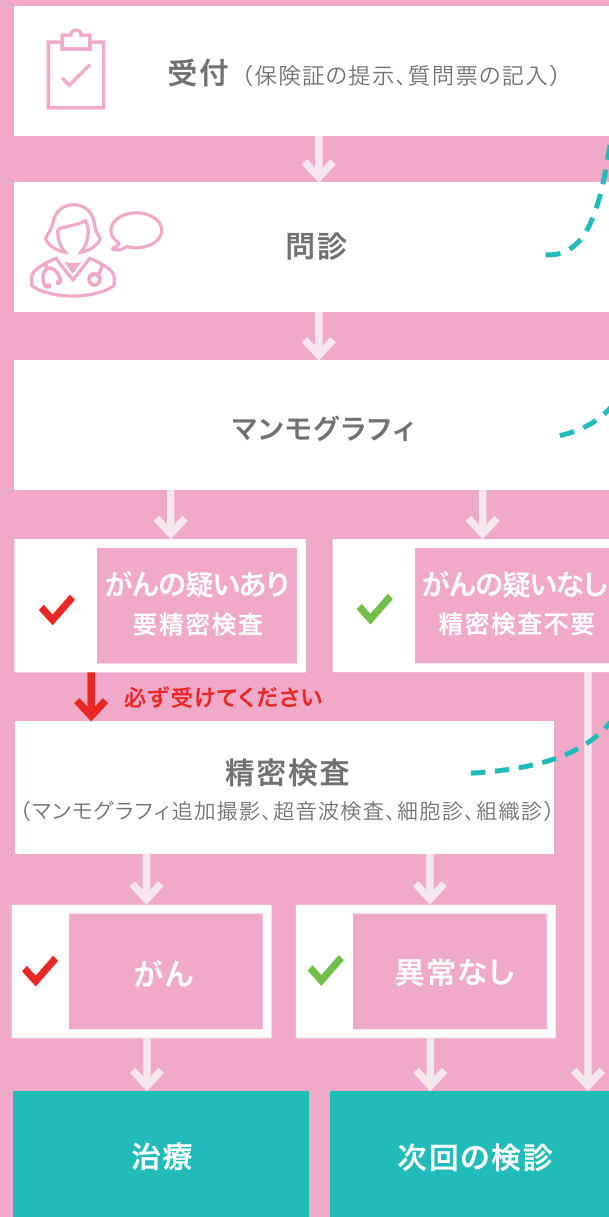 受付（保険証の提示、質問票の記入）
問診
マンモグラフィ
がんの疑いあり
要精密検査
がんの疑いなし
精密検査不要
必ず受けてください
精密検査
（マンモグラフィ追加撮影、超音波検査、細胞診、組織診）
がん
異常なし
治療
次回の検診